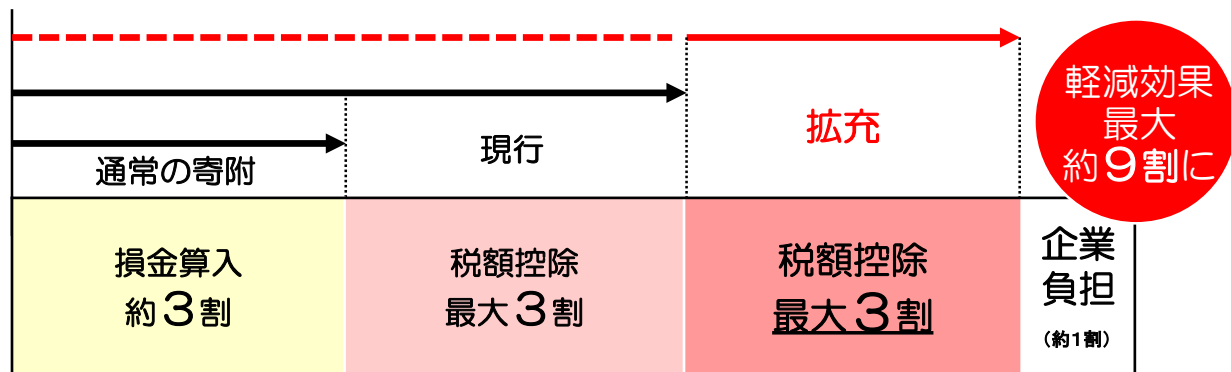 軽減効果
最大
約９割に
拡充
現行
通常の寄附
損金算入
約３割
税額控除
最大３割
税額控除
最大３割
企業
負担
（約１割）